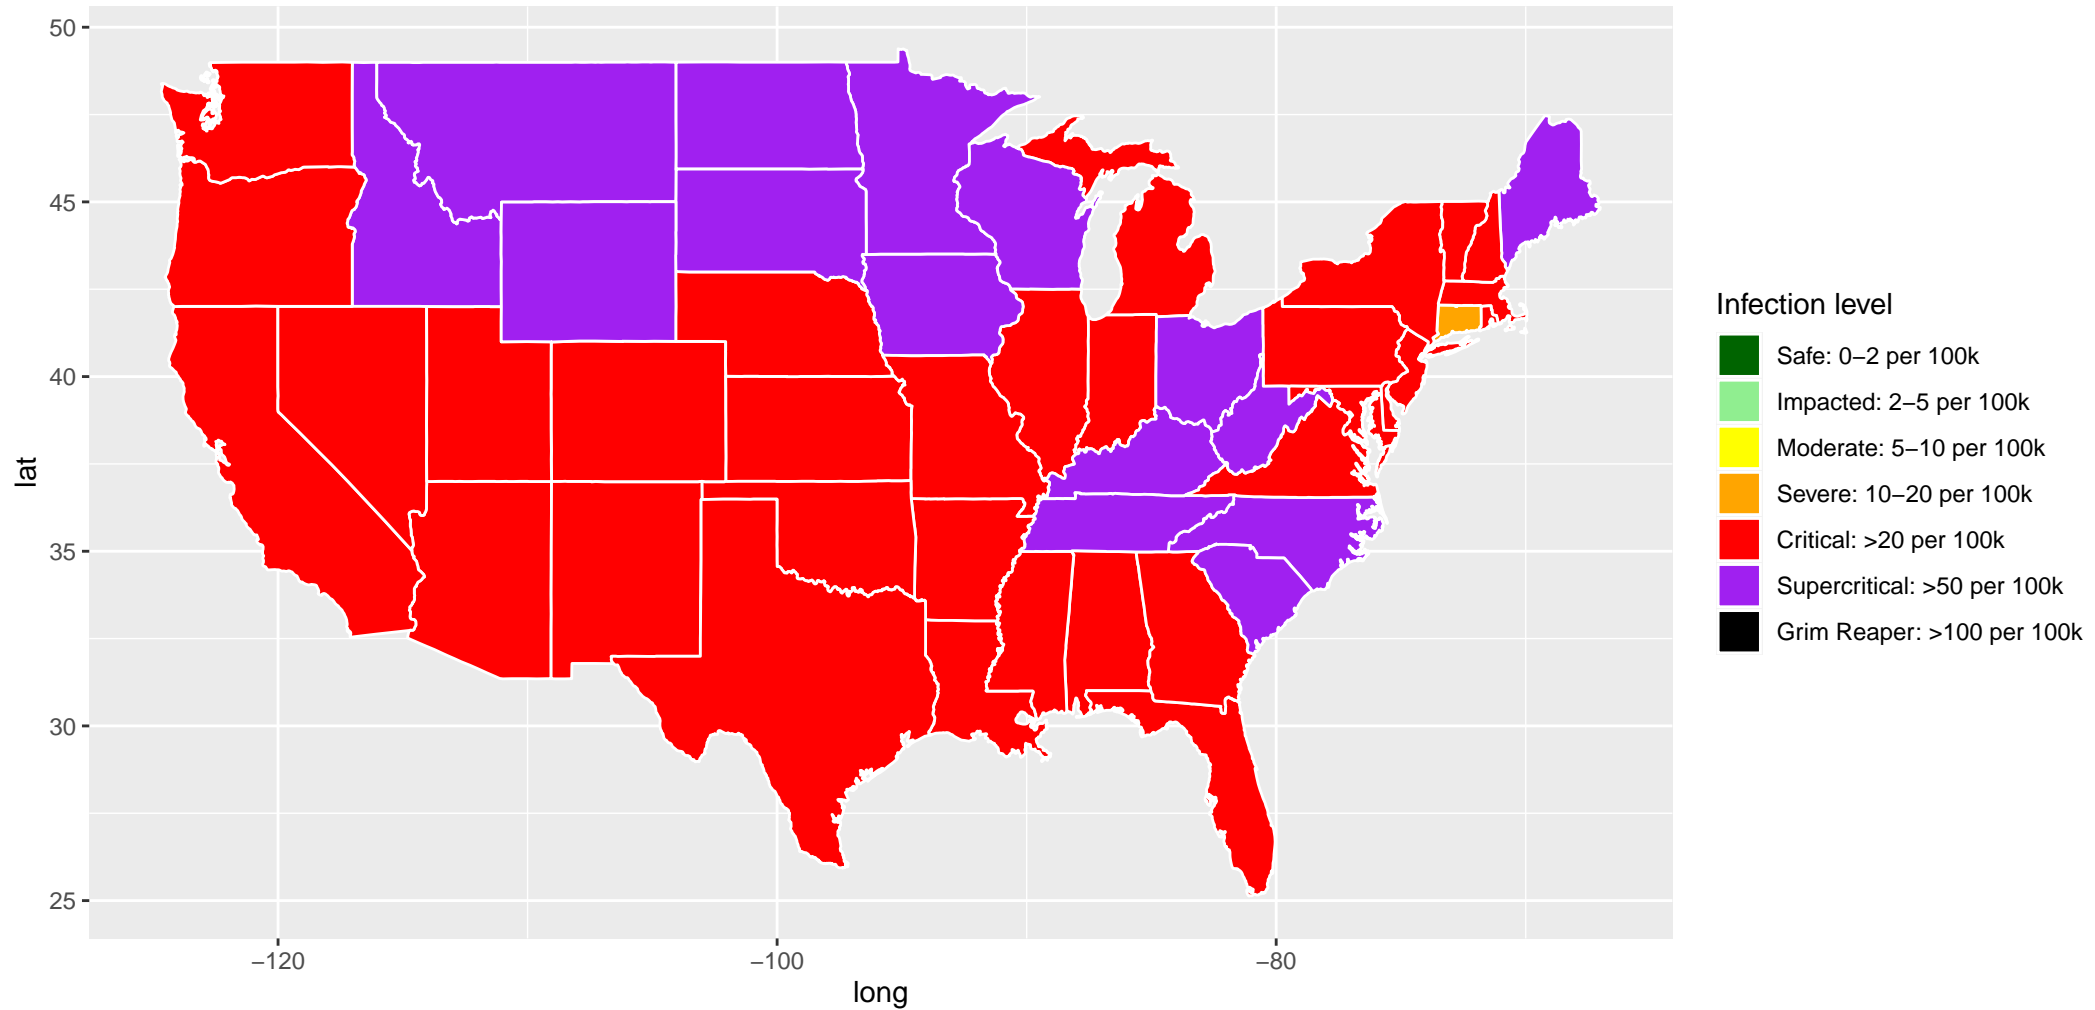 50
45
40
35
30
25
lat
−120
−100
−80
long
Infection level
Safe: 0−2 per 100k
Impacted: 2−5 per 100k
Moderate: 5−10 per 100k
Severe: 10−20 per 100k
Critical: >20 per 100k
Supercritical: >50 per 100k
Grim Reaper: >100 per 100k